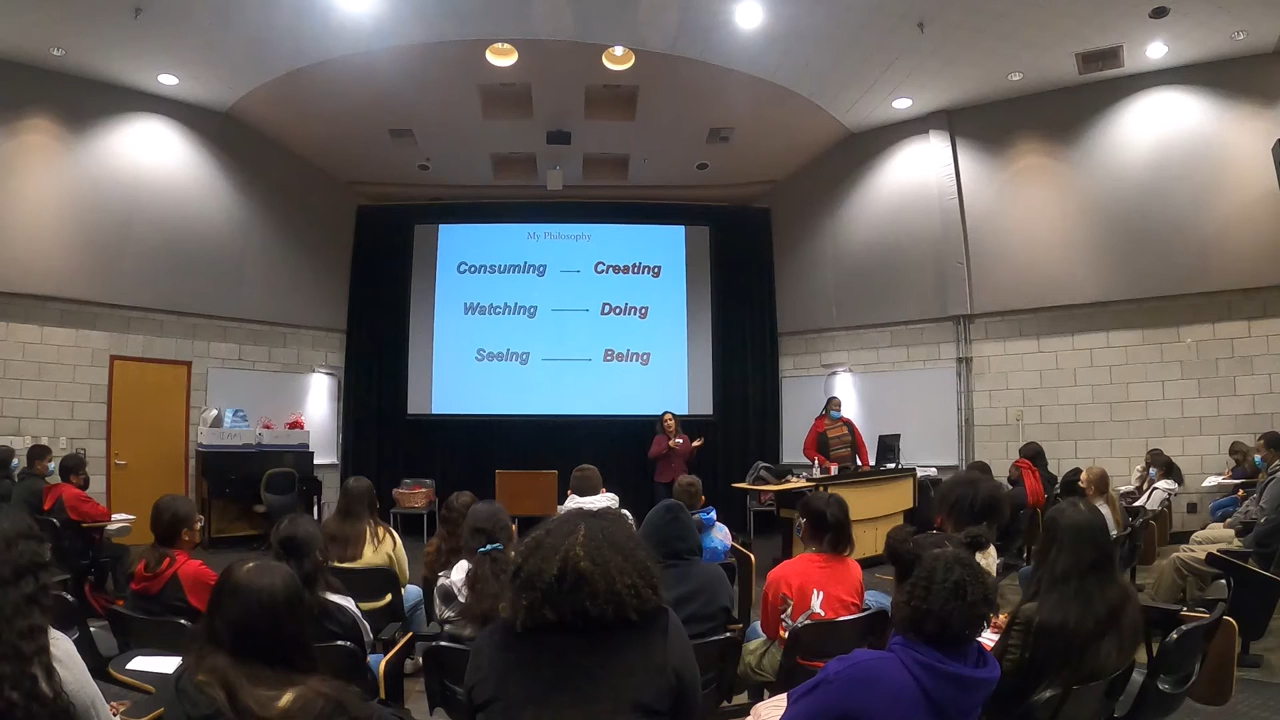 My Philosophy
Consuming → Creating
Watching → Doing
Seeing → Being